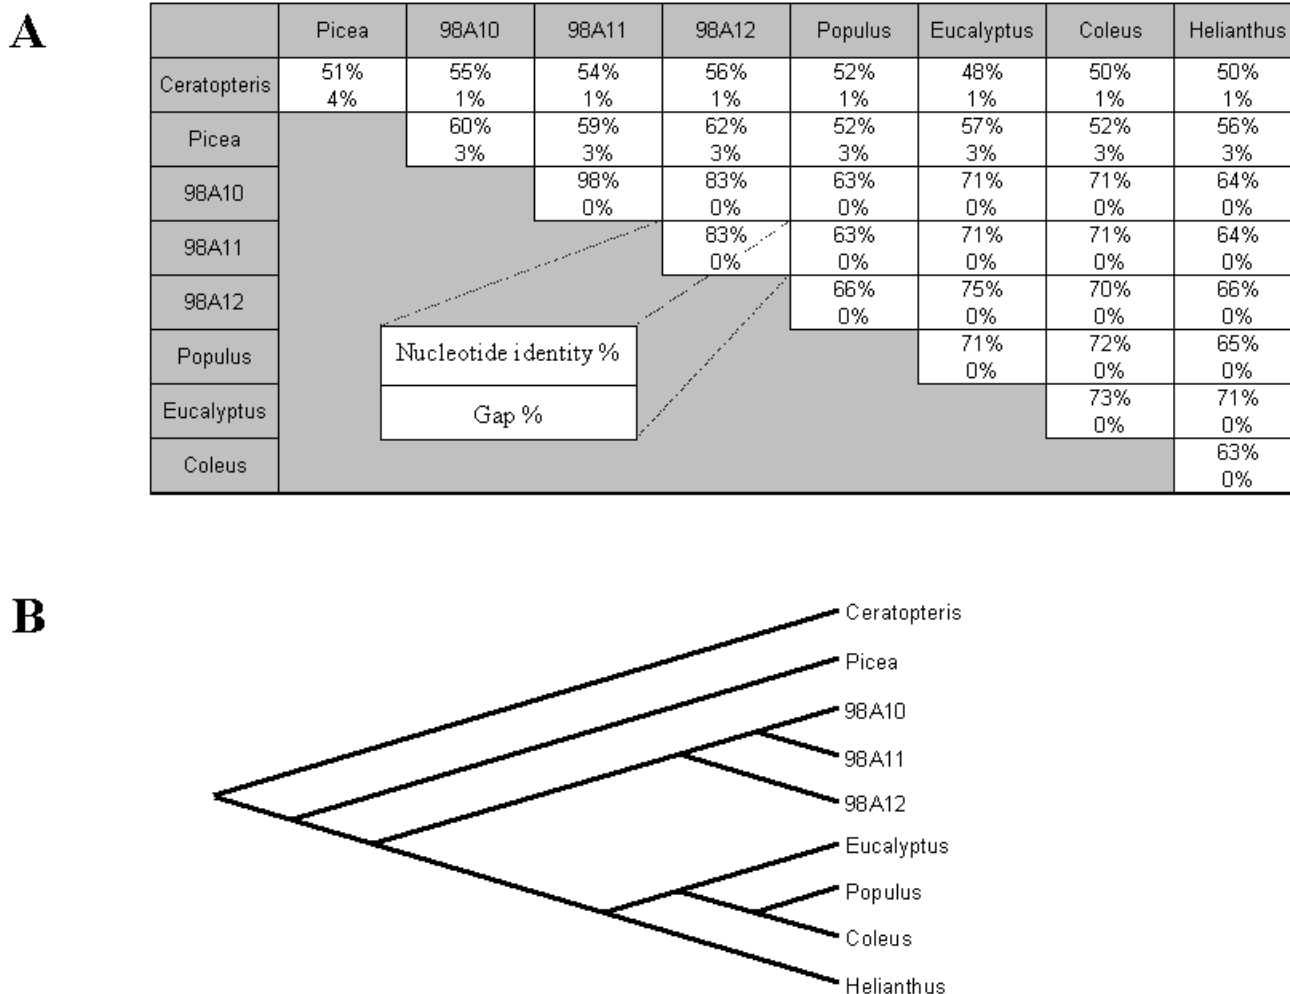 A
Picea 98A10 98A11 98A12 Populus Eucalyptus Coleus Helianthus
Ceratopteris 51% 55% 54% 56% 52% 48% 50% 50%
4% 1% 1% 1% 1% 1% 1% 1%
Picea 60% 59% 62% 52% 57% 52% 56%
3% 3% 3% 3% 3% 3% 3%
98A10 98% 83% 63% 71% 71% 64%
0% 0% 0% 0% 0% 0%
98A11 83% 63% 71% 71% 64%
0% 0% 0% 0% 0%
98A12 66% 75% 70% 66%
0% 0% 0% 0%
Populus 71% 72% 65%
0% 0% 0%
Eucalyptus 73% 71%
0% 0%
Coleus 63%
0%
Nucleotide identity %
Gap %
B
Ceratopteris
Picea
98A10
98A11
98A12
Eucalyptus
Populus
Coleus
Helianthus